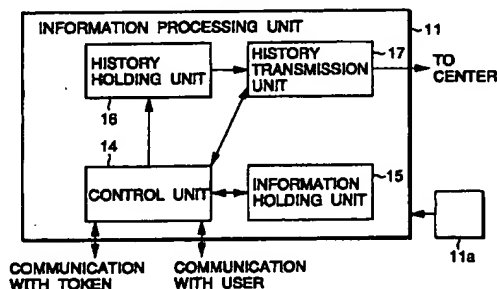 INFORMATION PROCESSING UNIT
11
HISTORY
HOLDING UNIT
16
HISTORY
TRANSMISSION
UNIT
17
TO
CENTER
14
CONTROL UNIT
INFORMATION
HOLDING UNIT
15
11a
COMMUNICATION
WITH TOKEN
COMMUNICATION
WITH USER